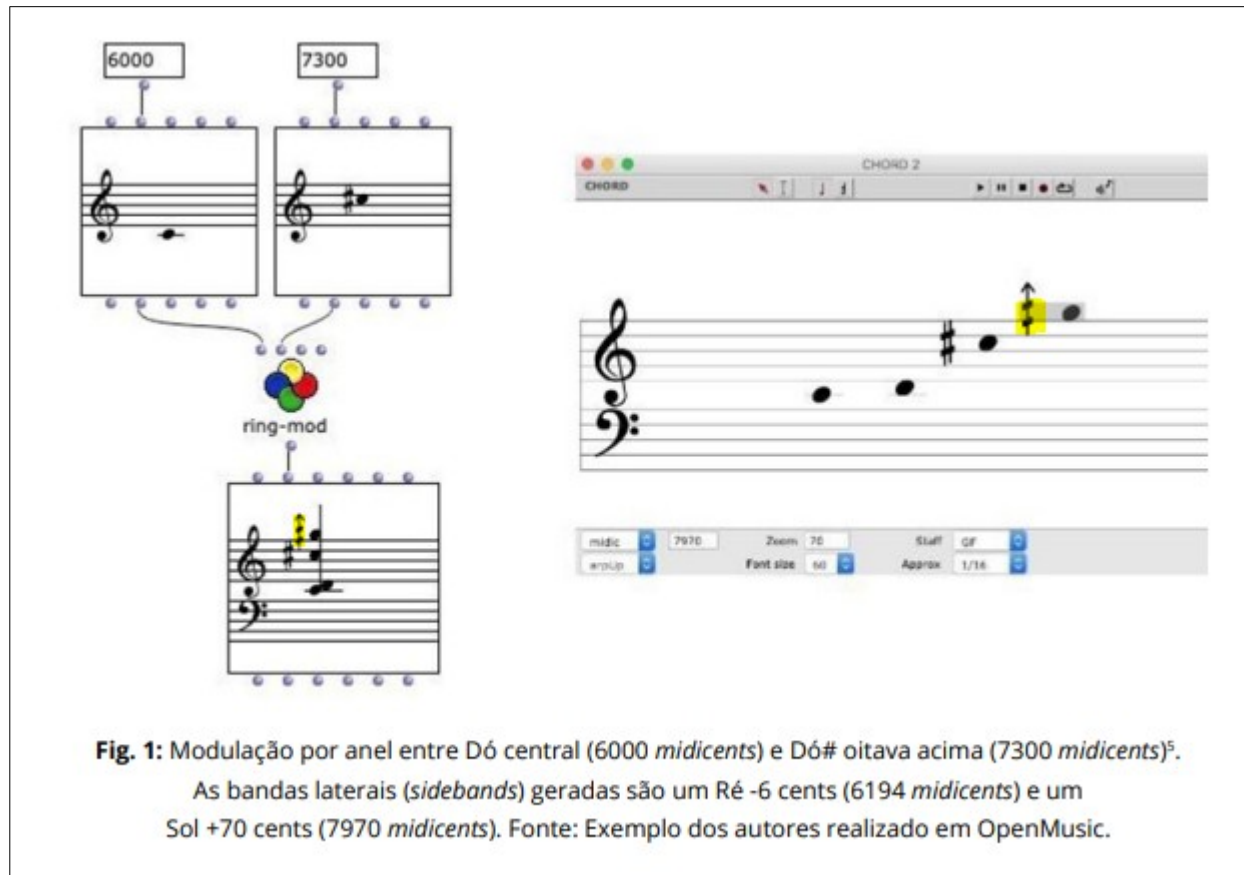 6000 7300
ring-mod
CHORD 2
CHORD
midic 7970 Zoom 70 Staff GF
arpUp Font size 60 Approx 1/16
Fig. 1: Modulação por anel entre Dó central (6000 midicents) e Dó# oitava acima (7300 midicents)⁵.
As bandas laterais (sidebands) geradas são um Ré -6 cents (6194 midicents) e um
Sol +70 cents (7970 midicents). Fonte: Exemplo dos autores realizado em OpenMusic.